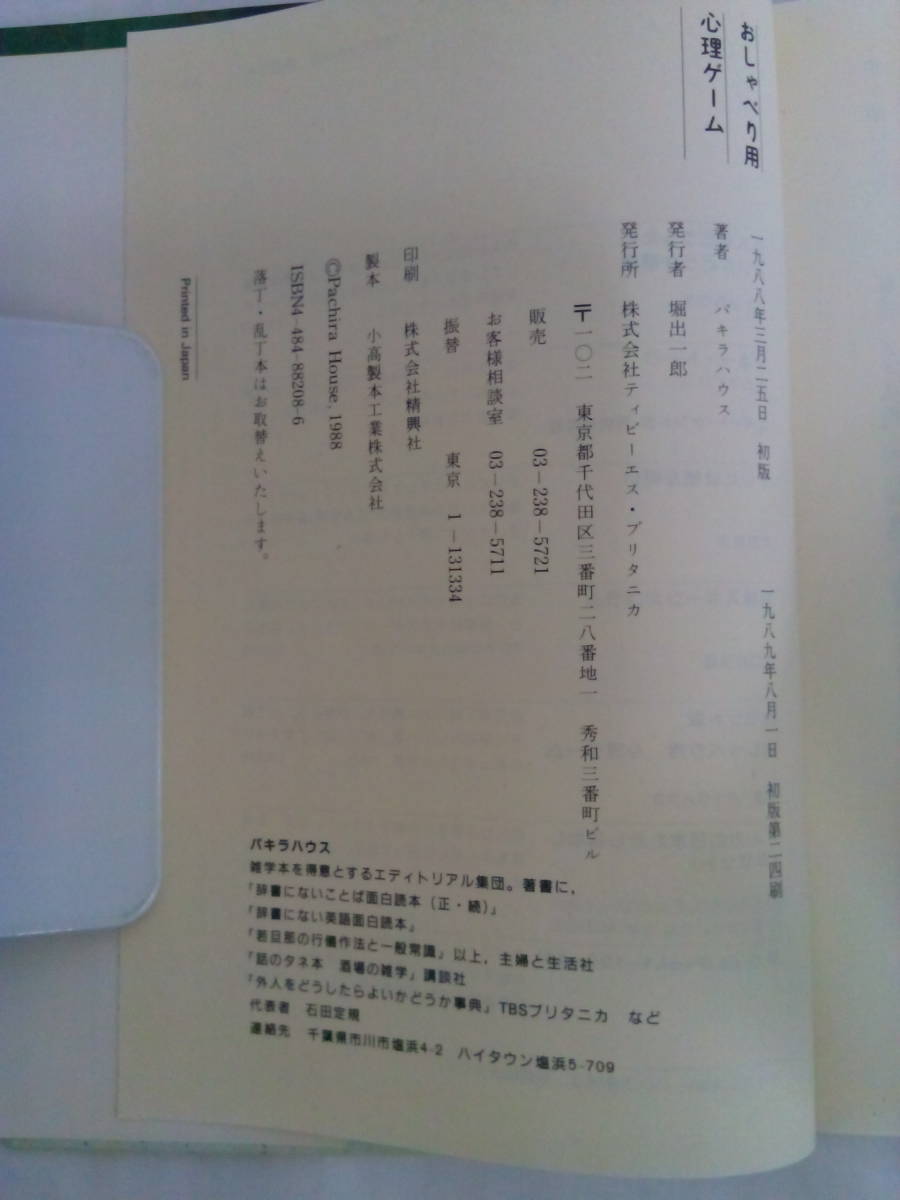 おしゃべり用
心理ゲーム
一九八八年三月二五日 初版
一九八九年八月一日 初版第二四刷
著者 パキラハウス
発行者 堀出一郎
発行所 株式会社ティビーエス・ブリタニカ
〒一〇二 東京都千代田区三番町二八番地一 秀和三番町ビル
販売 03−238−5721
お客様相談室 03−238−5711
振替 東京 1−131334
印刷 株式会社精興社
製本 小高製本工業株式会社
©Pachira House, 1988
ISBN4−484−88208−6
落丁・乱丁本はお取替えいたします。
Printed in Japan
パキラハウス
雑学本を得意とするエディトリアル集団。著書に,
「辞書にないことば面白読本(正・続)」
「辞書にない英語面白読本」
「若旦那の行儀作法と一般常識」以上, 主婦と生活社
「話のタネ本 酒場の雑学」講談社
「外人をどうしたらよいかどうか事典」TBSブリタニカ など
代表者 石田定規
連絡先 千葉県市川市塩浜4-2 ハイタウン塩浜5-709